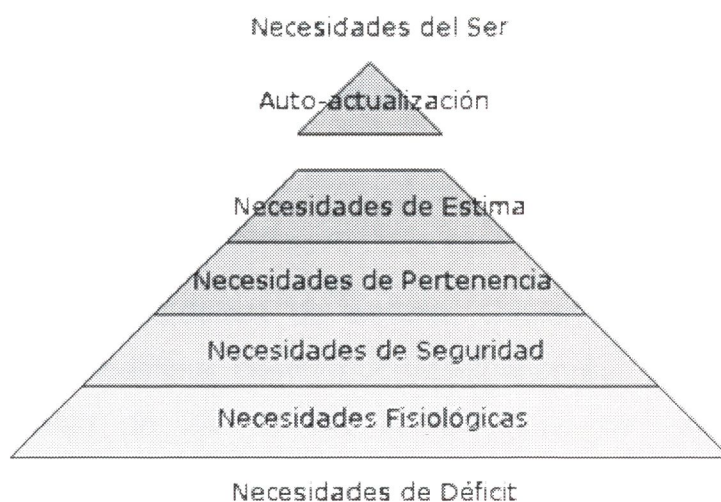 Necesidades del Ser
Auto-actualización
Necesidades de Estima
Necesidades de Pertenencia
Necesidades de Seguridad
Necesidades Fisiológicas
Necesidades de Déficit